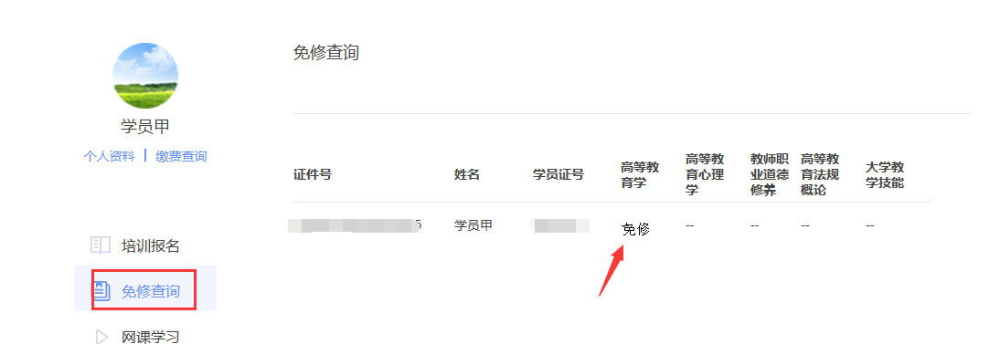 免修查询
学员甲
个人资料 | 缴费查询
培训报名
免修查询
网课学习
证件号 姓名 学员证号 高等教育学 高等教育心理学 教师职业道德修养 高等教育法规概论 大学教学技能
5 学员甲 免修 -- -- -- --